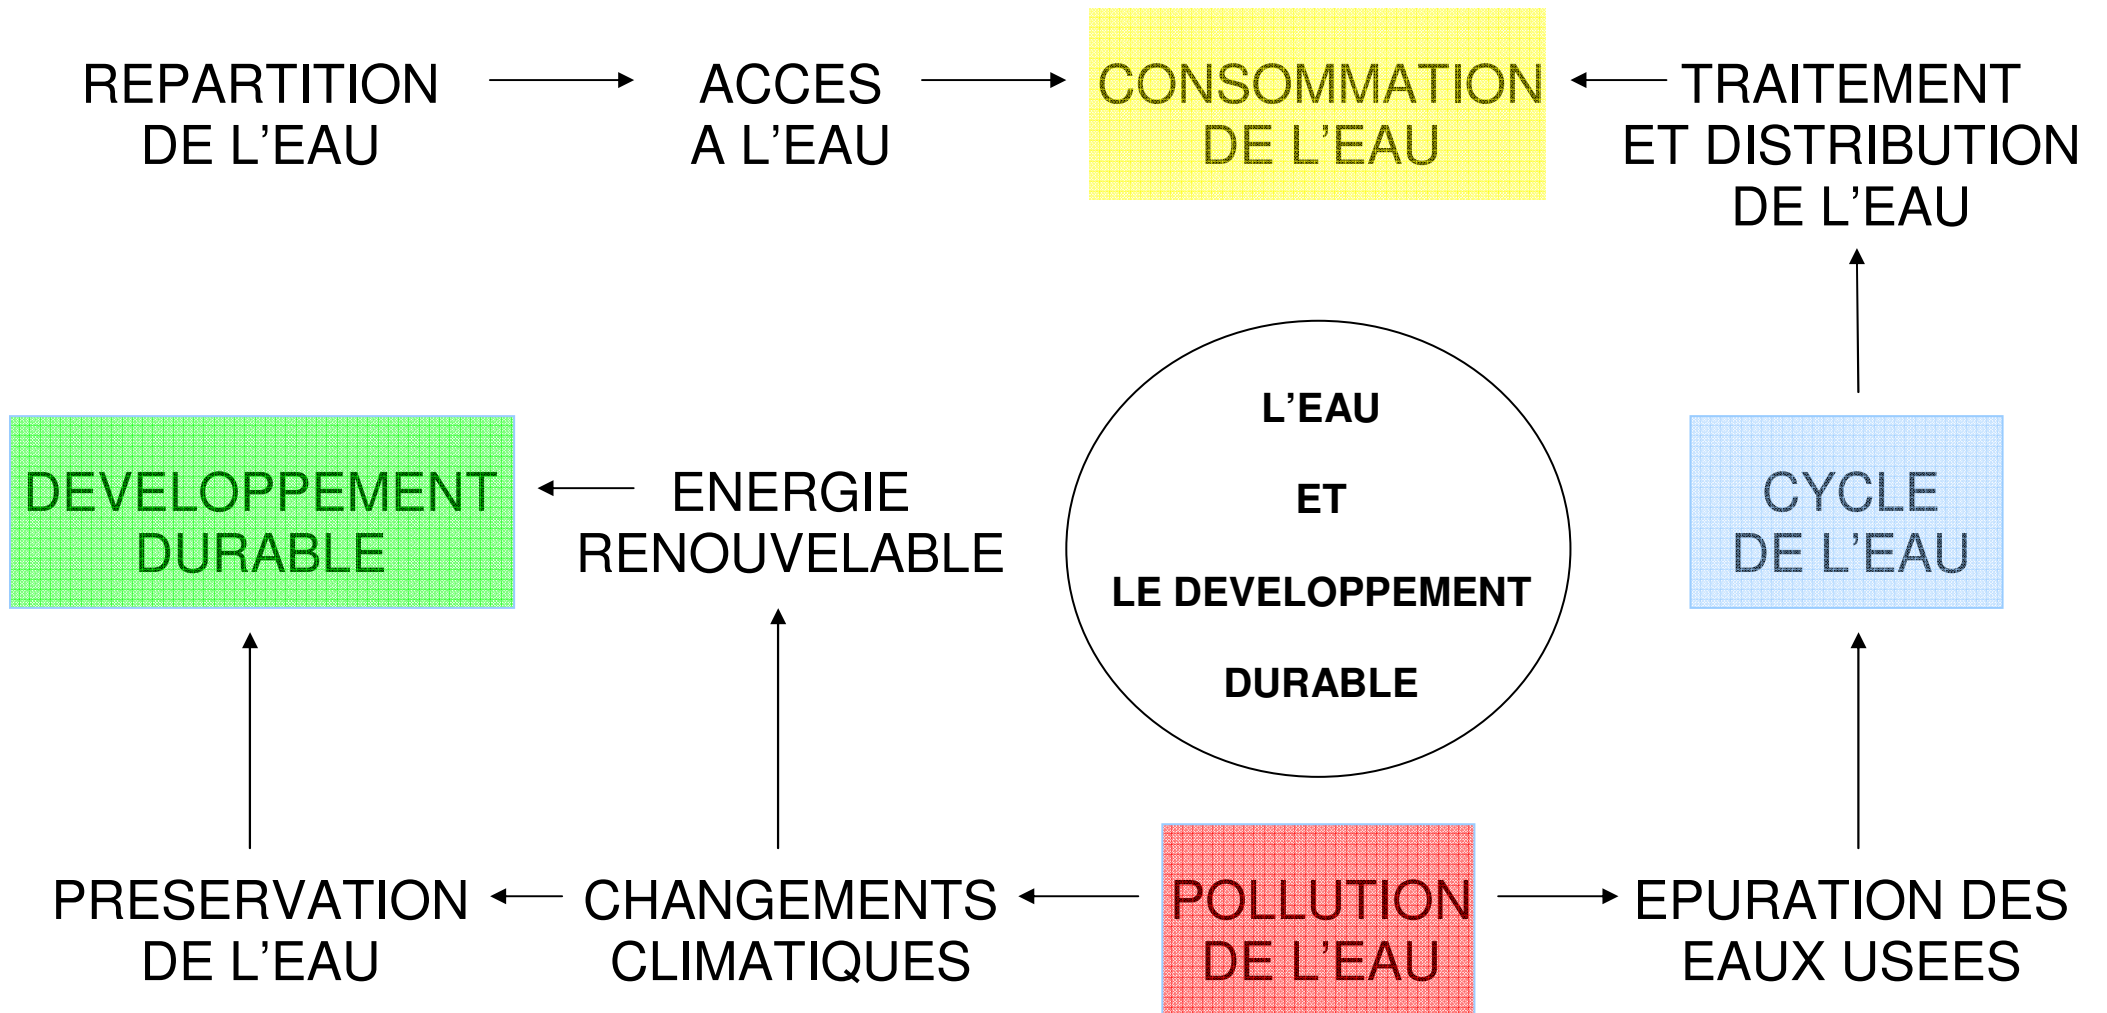 REPARTITION
DE L'EAU
ACCES
A L'EAU
CONSOMMATION
DE L'EAU
TRAITEMENT
ET DISTRIBUTION
DE L'EAU
DEVELOPPEMENT
DURABLE
ENERGIE
RENOUVELABLE
L'EAU
ET
LE DEVELOPPEMENT
DURABLE
CYCLE
DE L'EAU
PRESERVATION
DE L'EAU
CHANGEMENTS
CLIMATIQUES
POLLUTION
DE L'EAU
EPURATION DES
EAUX USEES